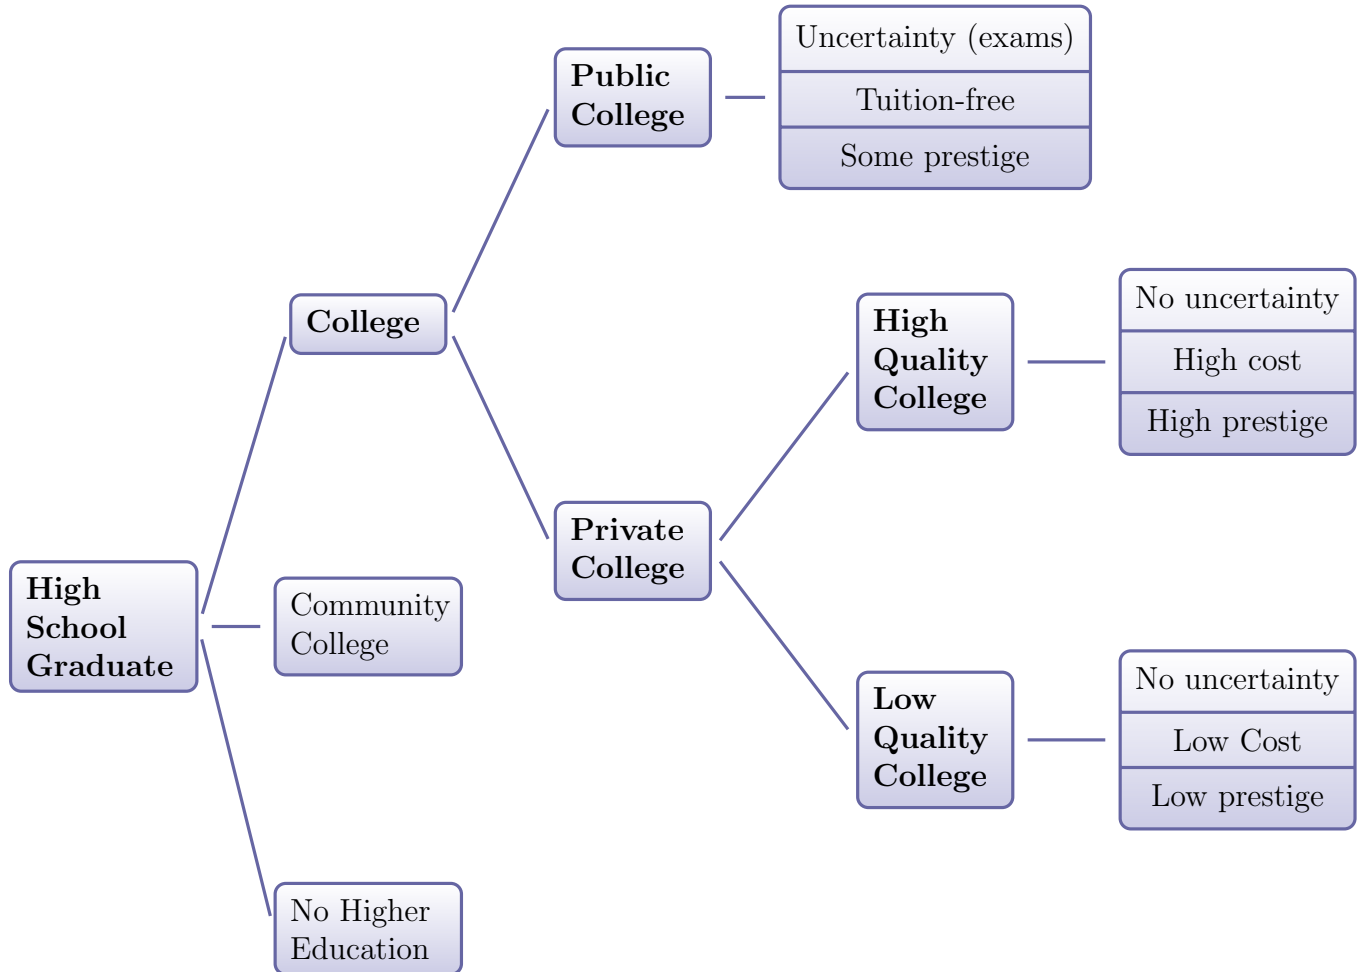 Uncertainty (exams)
Public
College
Tuition-free
Some prestige
College
High
Quality
College
No uncertainty
High cost
High prestige
Private
College
High
School
Graduate
Community
College
Low
Quality
College
No uncertainty
Low Cost
Low prestige
No Higher
Education